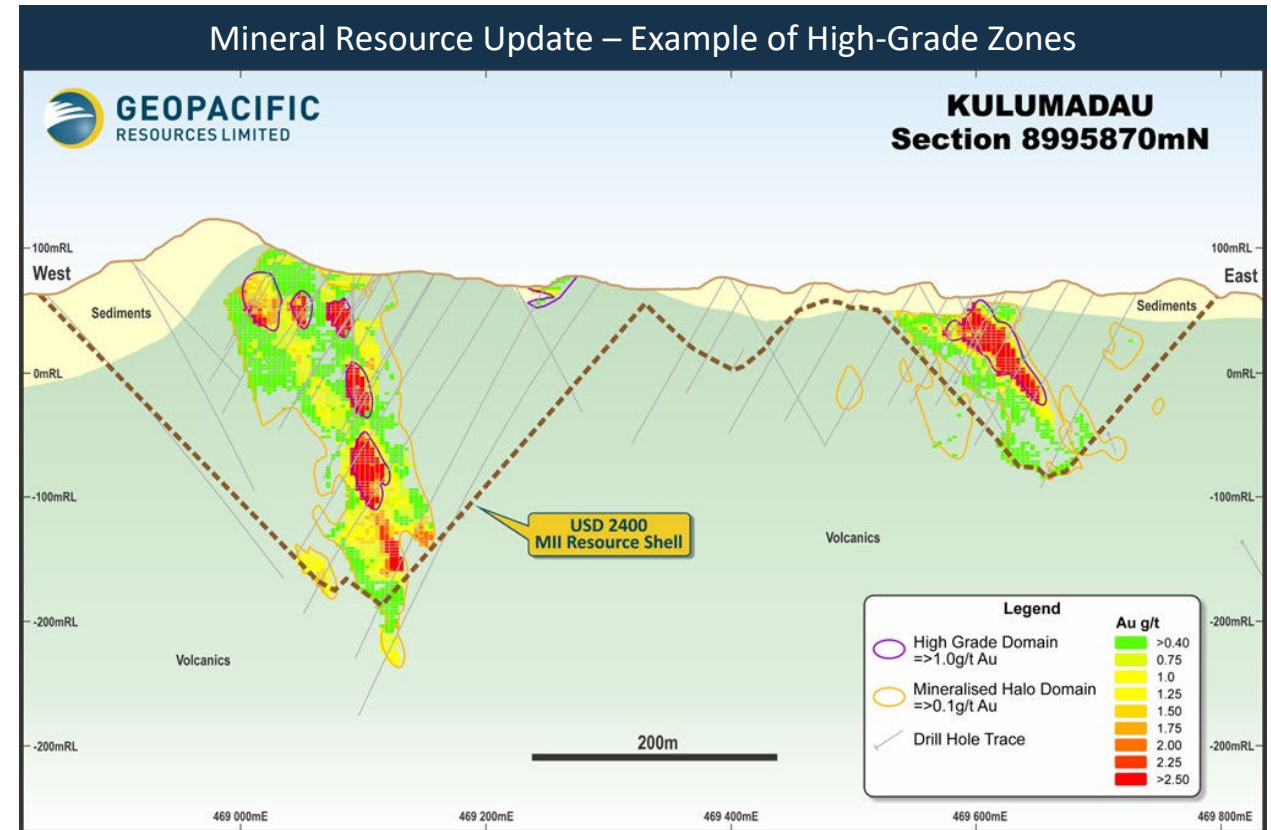 Mineral Resource Update – Example of High-Grade Zones
GEOPACIFIC
RESOURCES LIMITED
KULUMADAU
Section 8995870mN
100mRL
100mRL
West
East
Sediments
Sediments
0mRL
0mRL
-100mRL
-100mRL
USD 2400
MII Resource Shell
Volcanics
Volcanics
-200mRL
-200mRL
-200mRL
-200mRL
200m
Legend
High Grade Domain
=>1.0g/t Au
Mineralised Halo Domain
=>0.1g/t Au
Drill Hole Trace
Au g/t
>0.40
0.75
1.0
1.25
1.50
1.75
2.00
2.25
>2.50
469 000mE
469 200mE
469 400mE
469 600mE
469 800mE